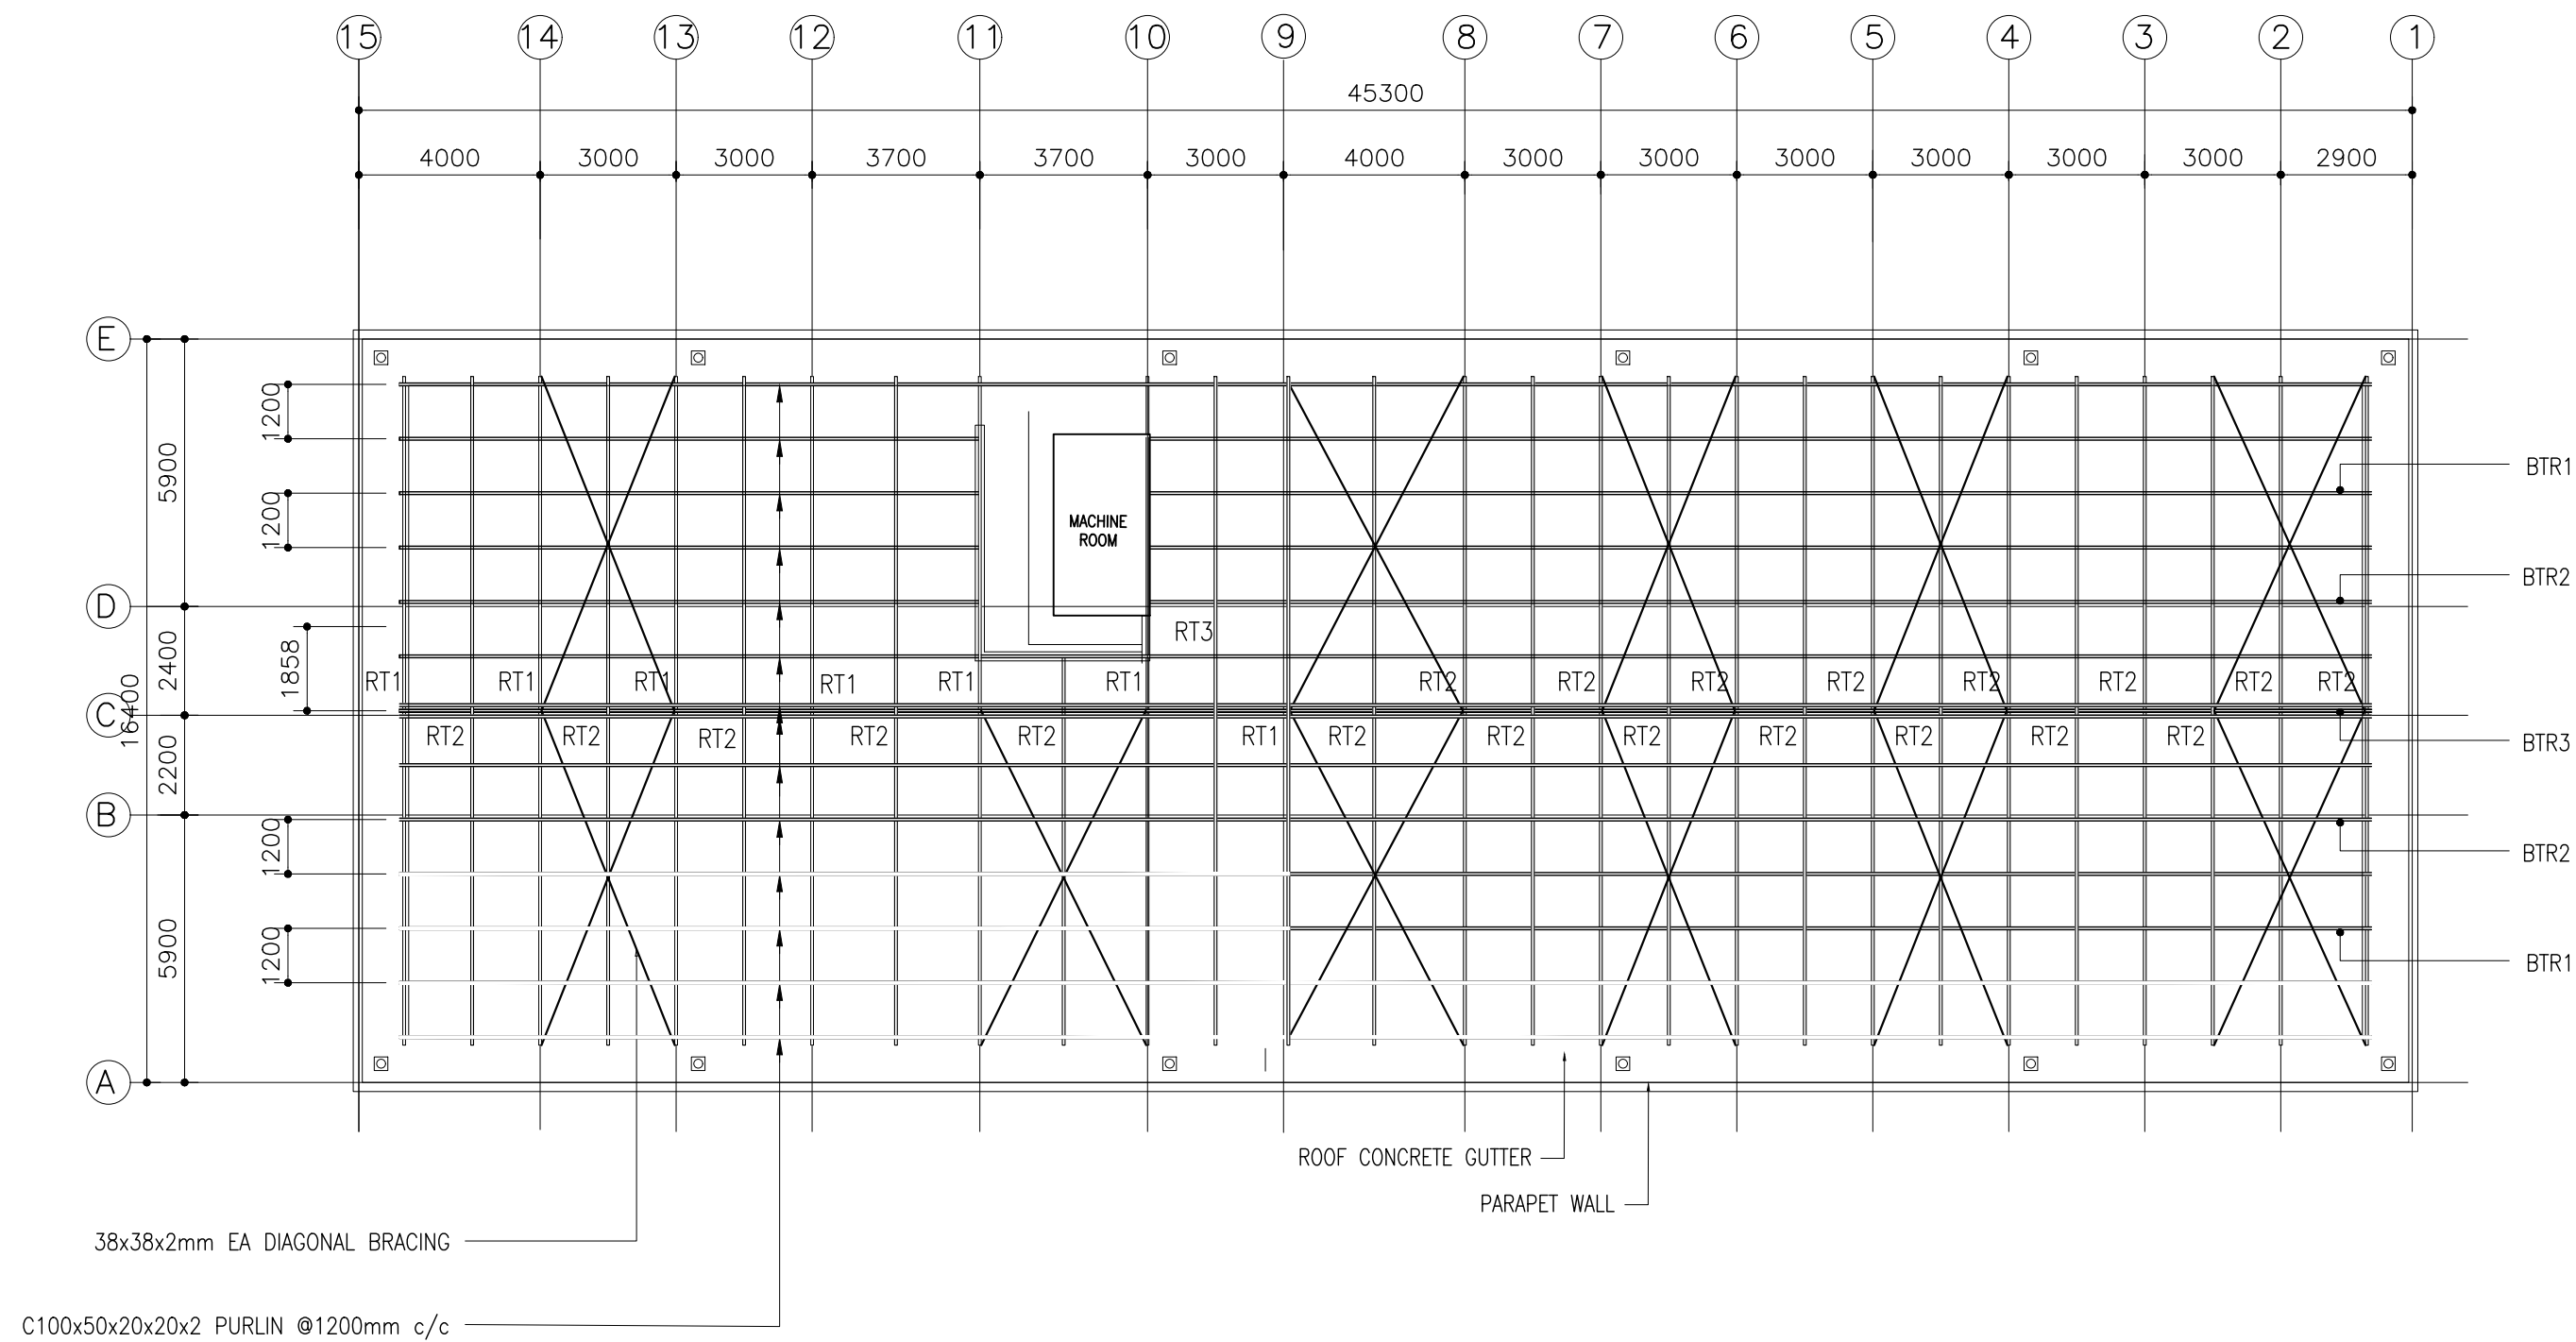 15 14 13 12 11 10 9 8 7 6 5 4 3 2 1
45300
4000 3000 3000 3700 3700 3000 4000 3000 3000 3000 3000 3000 3000 2900
E
1200
5900
BTR1
1200
MACHINE
ROOM
BTR2
D
RT3
2400
1858
RT1 RT1 RT1 RT1 RT1 RT1 RT2 RT2 RT2 RT2 RT2 RT2 RT2 RT2
C
16400
RT2 RT2 RT2 RT2 RT2 RT1 RT2 RT2 RT2 RT2 RT2 RT2 RT2
BTR3
2200
B
1200
BTR2
5900
1200
BTR1
A
ROOF CONCRETE GUTTER
PARAPET WALL
38x38x2mm EA DIAGONAL BRACING
C100x50x20x20x2 PURLIN @1200mm c/c